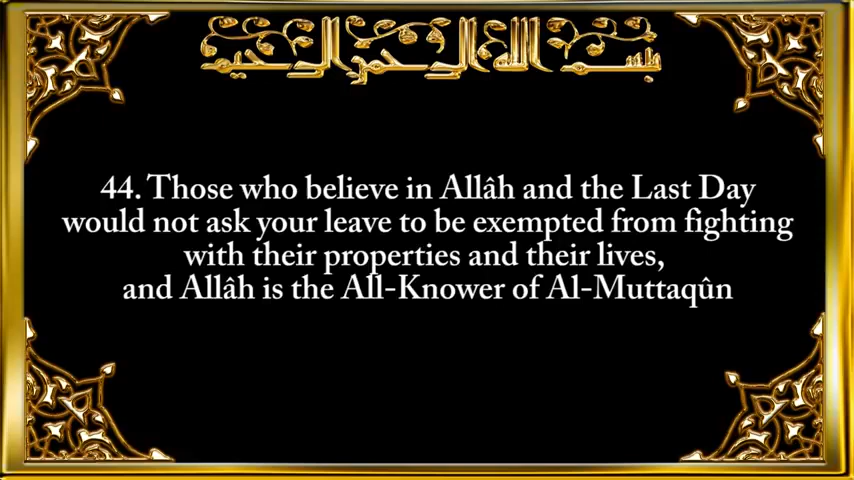 بسم الله الرحمن الرحيم
44. Those who believe in Allâh and the Last Day
would not ask your leave to be exempted from fighting
with their properties and their lives,
and Allâh is the All-Knower of Al-Muttaqûn